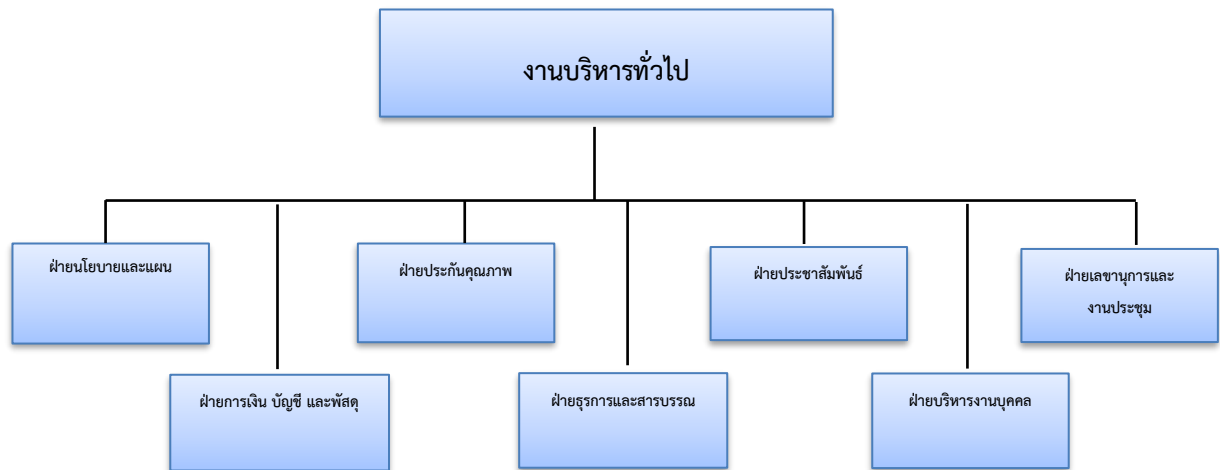 งานบริหารทั่วไป
ฝ่ายนโยบายและแผน
ฝ่ายประกันคุณภาพ
ฝ่ายประชาสัมพันธ์
ฝ่ายเลขานุการและ
งานประชุม
ฝ่ายการเงิน บัญชี และพัสดุ
ฝ่ายธุรการและสารบรรณ
ฝ่ายบริหารงานบุคคล